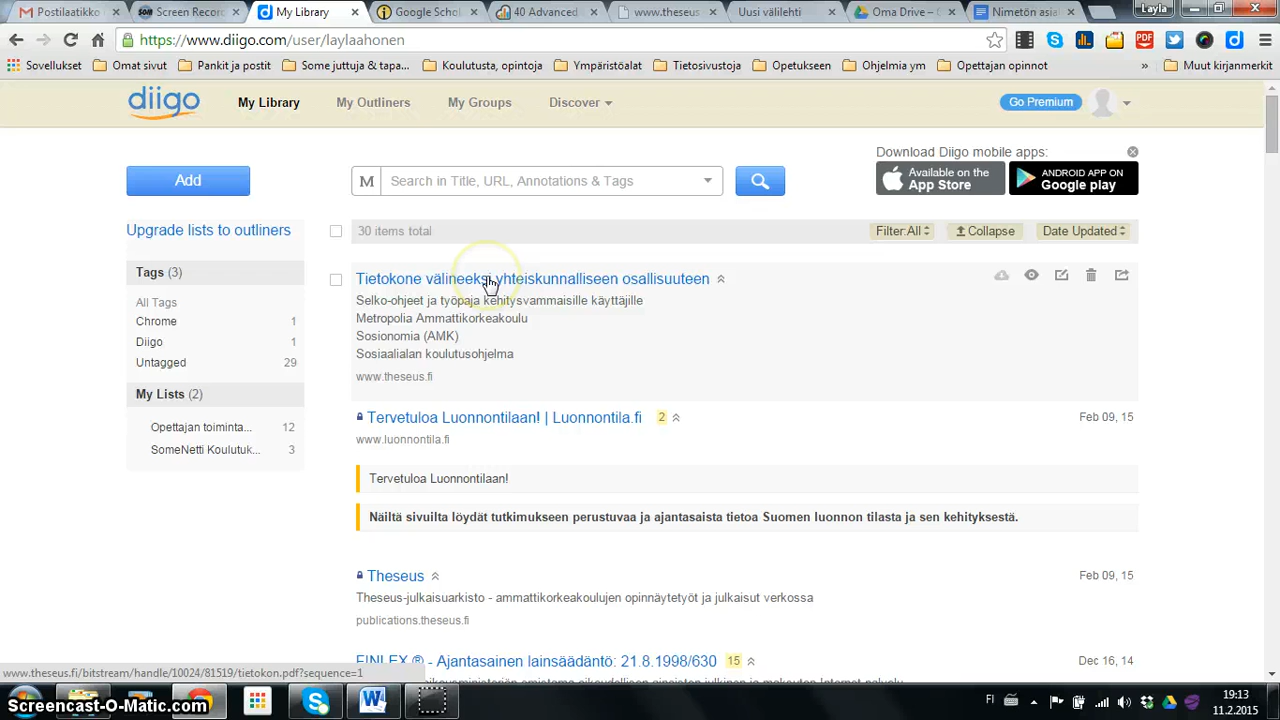 Postilaatikko
Screen Recor
My Library
Google Schol
40 Advanced
www.theseus
Uusi välilehti
Oma Drive – 
Nimetön asia
Layla
https://www.diigo.com/user/laylaahonen
Sovellukset
Omat sivut
Pankit ja postit
Some juttuja & tapa...
Koulutusta, opintoja
Ympäristöalat
Tietosivustoja
Opetukseen
Ohjelmia ym
Opettajan opinnot
»
Muut kirjanmerkit
diigo
My Library
My Outliners
My Groups
Discover
Go Premium
Download Diigo mobile apps:
Available on the
App Store
ANDROID APP ON
Google play
Add
M
Search in Title, URL, Annotations & Tags
Upgrade lists to outliners
30 items total
Filter:All
Collapse
Date Updated
Tags (3)
All Tags
Chrome 1
Diigo 1
Untagged 29
My Lists (2)
Opettajan toiminta... 12
SomeNetti Koulutuk... 3
Tietokone välineeksi yhteiskunnalliseen osallisuuteen
Selko-ohjeet ja työpaja kehitysvammaisille käyttäjille
Metropolia Ammattikorkeakoulu
Sosionomia (AMK)
Sosiaalialan koulutusohjelma
www.theseus.fi
Tervetuloa Luonnontilaan! | Luonnontila.fi 2
Feb 09, 15
www.luonnontila.fi
Tervetuloa Luonnontilaan!
Näiltä sivuilta löydät tutkimukseen perustuvaa ja ajantasaista tietoa Suomen luonnon tilasta ja sen kehityksestä.
Theseus
Feb 09, 15
Theseus-julkaisuarkisto - ammattikorkeakoulujen opinnäytetyöt ja julkaisut verkossa
publications.theseus.fi
FINLEX ® - Ajantasainen lainsäädäntö: 21.8.1998/630 15
Dec 16, 14
www.theseus.fi/bitstream/handle/10024/81519/tietokon.pdf?sequence=1
Screencast-O-Matic.com
FI
19:13
11.2.2015